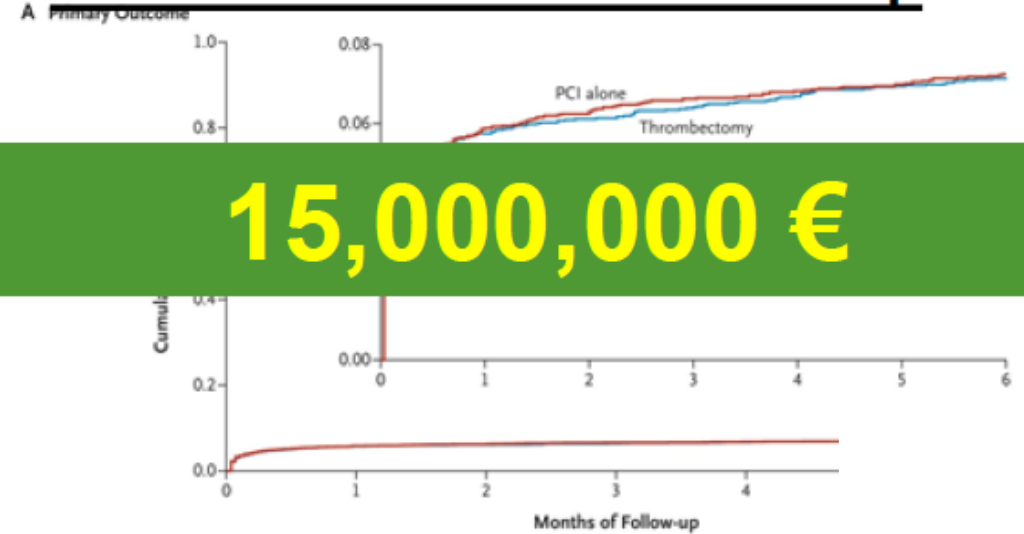 A Primary Outcome
1.0
0.08
PCI alone
0.8
0.06
Thrombectomy
15,000,000 €
0.4
0.00
0 1 2 3 4 5 6
0.2
0.0
0 1 2 3 4
Months of Follow-up